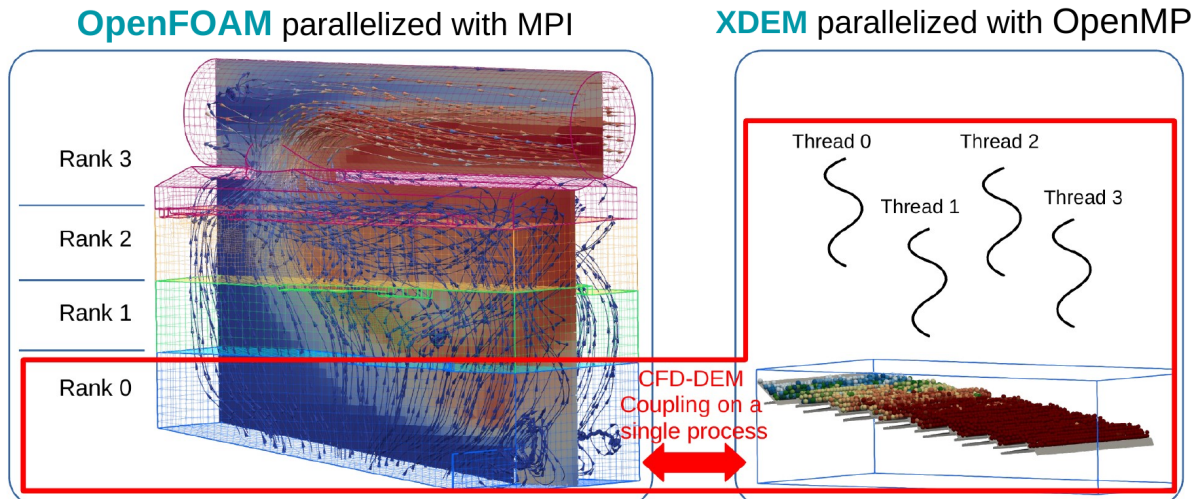 OpenFOAM parallelized with MPI
XDEM parallelized with OpenMP
Rank 3
Rank 2
Rank 1
Rank 0
Thread 0
Thread 2
Thread 1
Thread 3
CFD-DEM
Coupling on a
single process